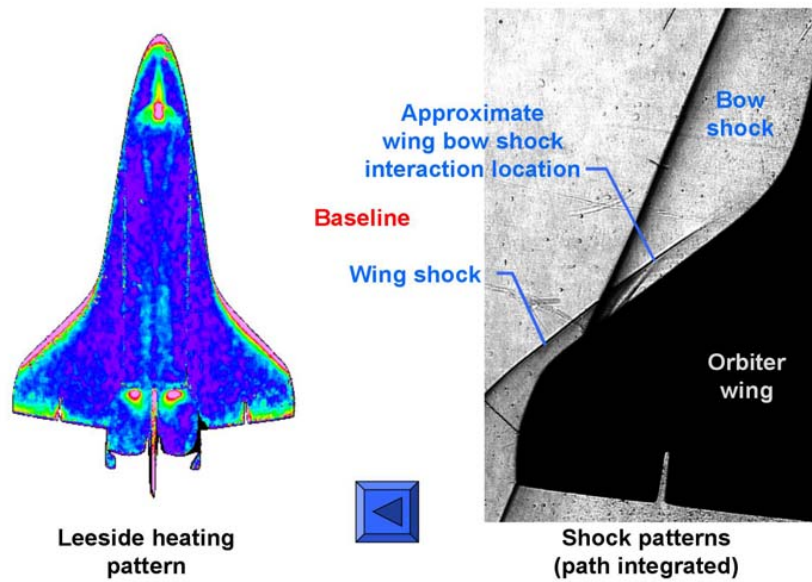 Approximate
wing bow shock
interaction location
Bow
shock
Baseline
Wing shock
Orbiter
wing
Leeside heating
pattern
Shock patterns
(path integrated)